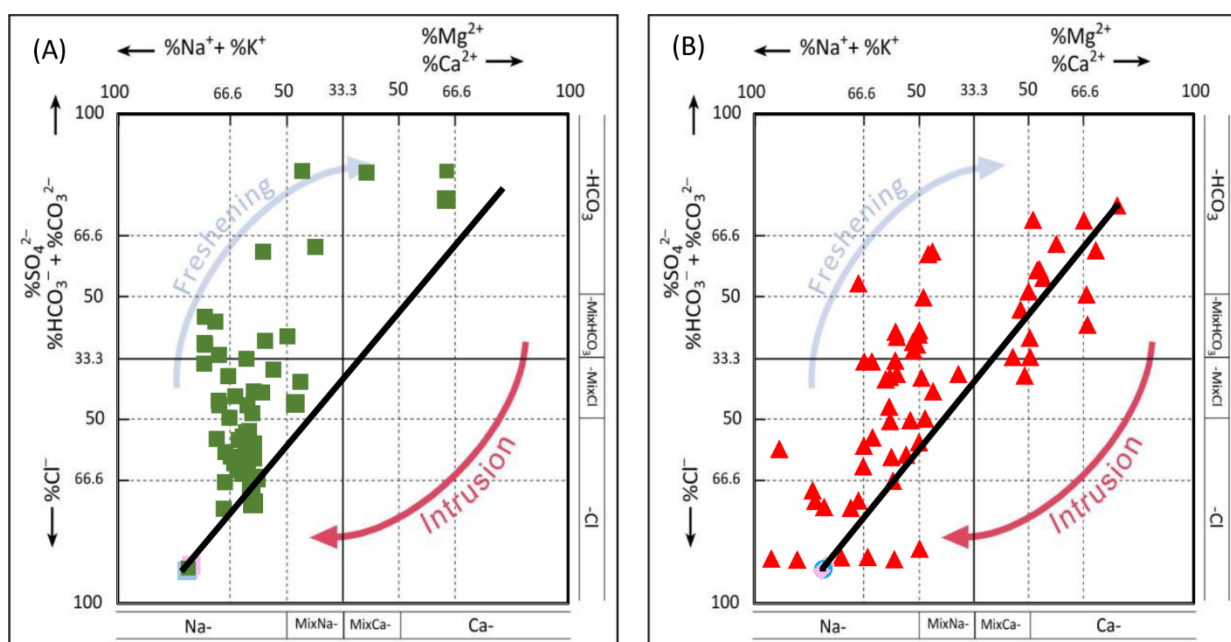 (A)
← %Na⁺ + %K⁺
%Mg²⁺
%Ca²⁺ →
100 66.6 50 33.3 50 66.6 100
100
66.6
50
33.3
50
66.6
100
%SO₄²⁻
%HCO₃⁻ + %CO₃²⁻
← %Cl⁻
Freshening
Intrusion
-HCO₃
-MixHCO₃
-MixCl
-Cl
Na- MixNa- MixCa- Ca-
(B)
← %Na⁺ + %K⁺
%Mg²⁺
%Ca²⁺ →
100 66.6 50 33.3 50 66.6 100
100
66.6
50
33.3
50
66.6
100
%SO₄²⁻
%HCO₃⁻ + %CO₃²⁻
← %Cl⁻
Freshening
Intrusion
-HCO₃
-MixHCO₃
-MixCl
-Cl
Na- MixNa- MixCa- Ca-